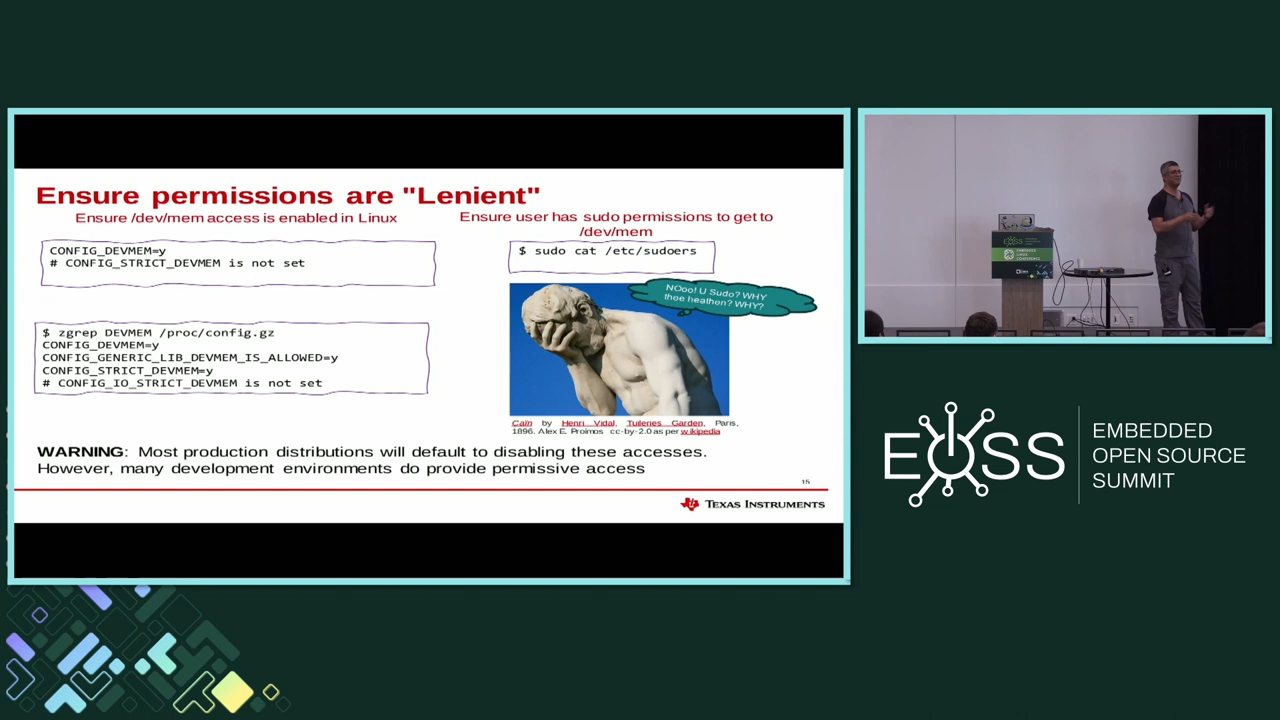 Ensure permissions are "Lenient"
Ensure /dev/mem access is enabled in Linux
CONFIG_DEVMEM=y
# CONFIG_STRICT_DEVMEM is not set
$ zgrep DEVMEM /proc/config.gz
CONFIG_DEVMEM=y
CONFIG_GENERIC_LIB_DEVMEM_IS_ALLOWED=y
CONFIG_STRICT_DEVMEM=y
# CONFIG_IO_STRICT_DEVMEM is not set
Ensure user has sudo permissions to get to
/dev/mem
$ sudo cat /etc/sudoers
NOoo! U Sudo? WHY
thee heathen? WHY?
Caïn by Henri Vidal, Tuileries Garden, Paris,
1896. Alex E. Proimos cc-by-2.0 as per wikipedia
WARNING: Most production distributions will default to disabling these accesses.
However, many development environments do provide permissive access
15
TEXAS INSTRUMENTS
EOSS
EMBEDDED
OPEN SOURCE
SUMMIT